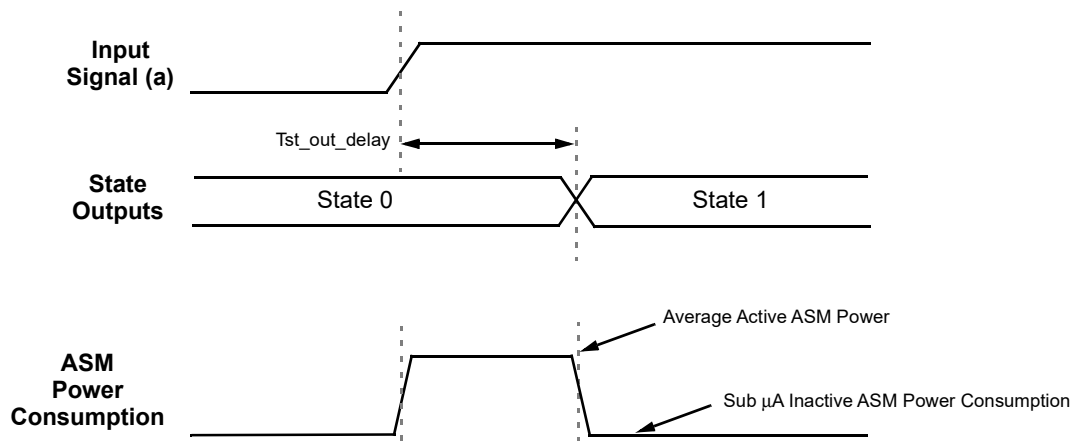 Input
Signal (a)
Tst_out_delay
State
Outputs
State 0
State 1
Average Active ASM Power
ASM
Power
Consumption
Sub μA Inactive ASM Power Consumption